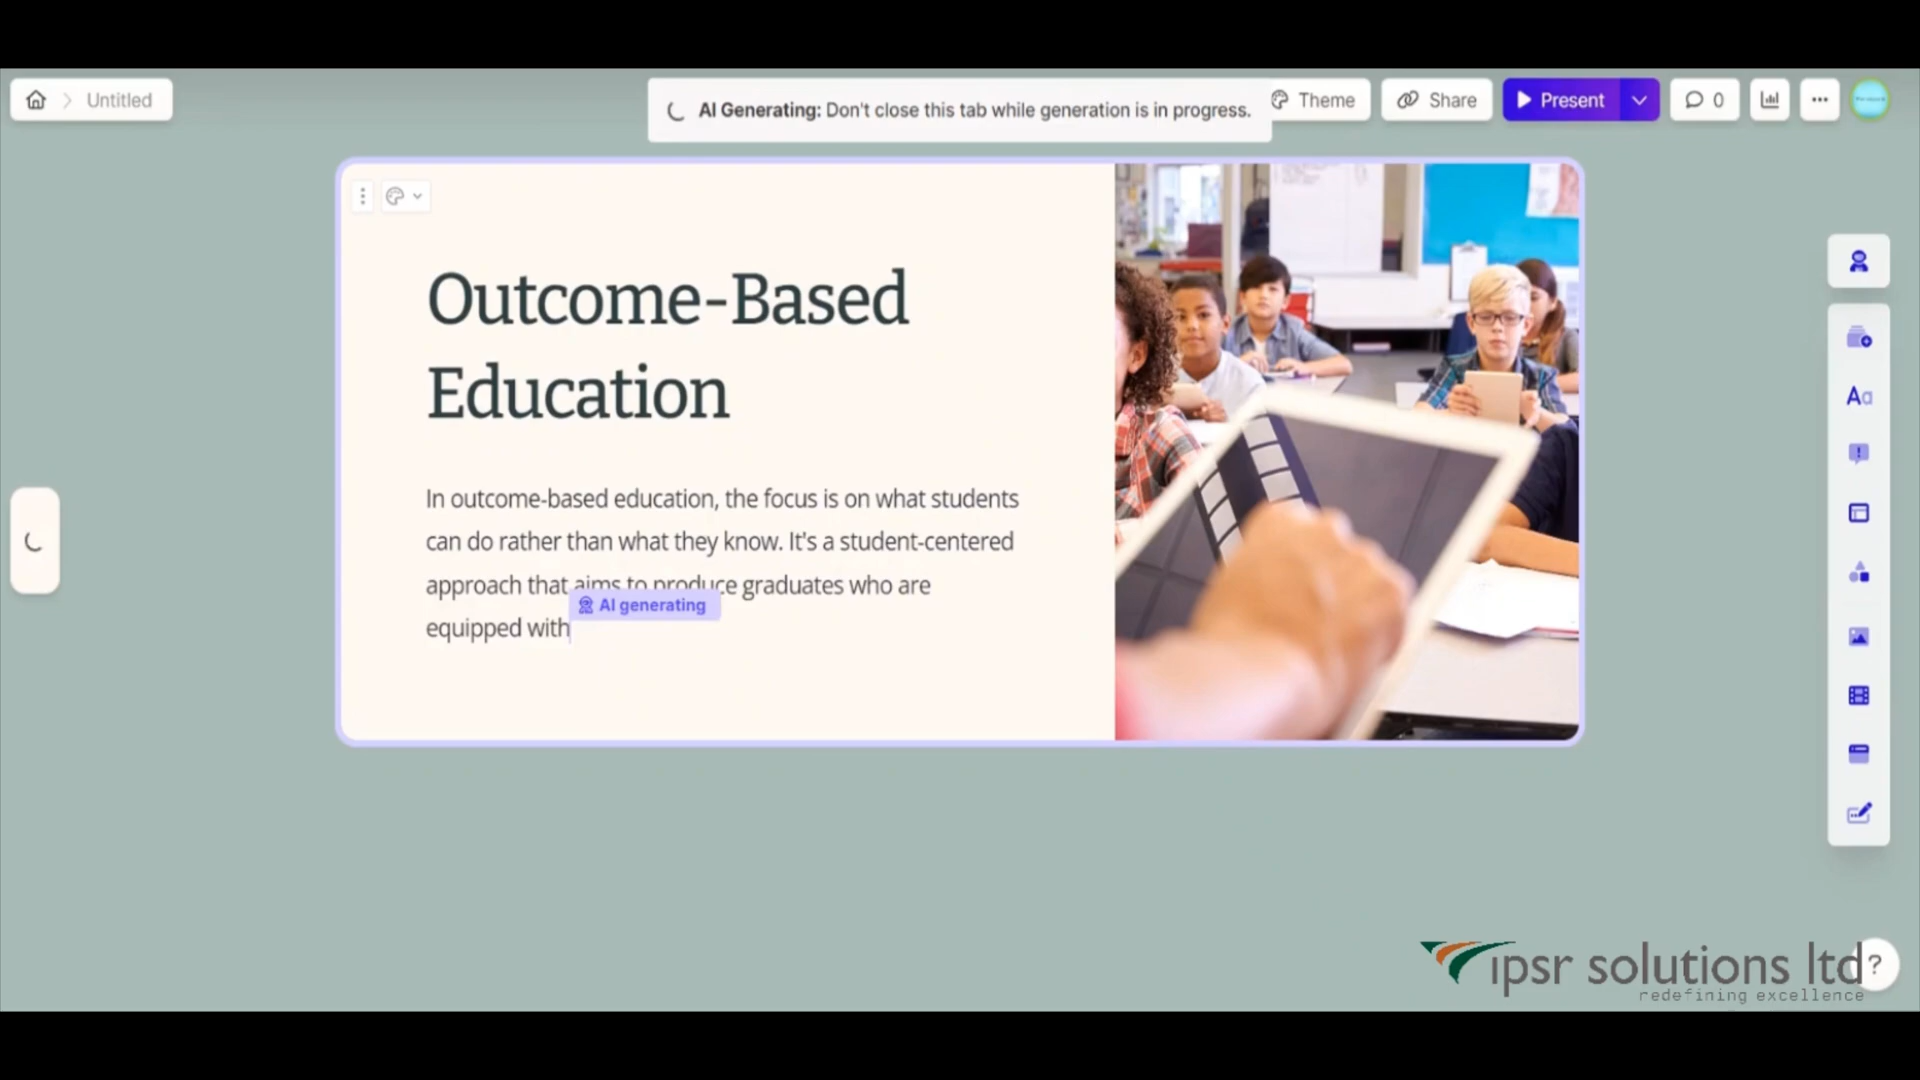 Untitled
AI Generating: Don't close this tab while generation is in progress.
Theme
Share
Present
0
Outcome-Based
Education
In outcome-based education, the focus is on what students
can do rather than what they know. It's a student-centered
approach that aims to produce graduates who are
AI generating
equipped with
Aa
ipsr solutions ltd
redefining excellence
?